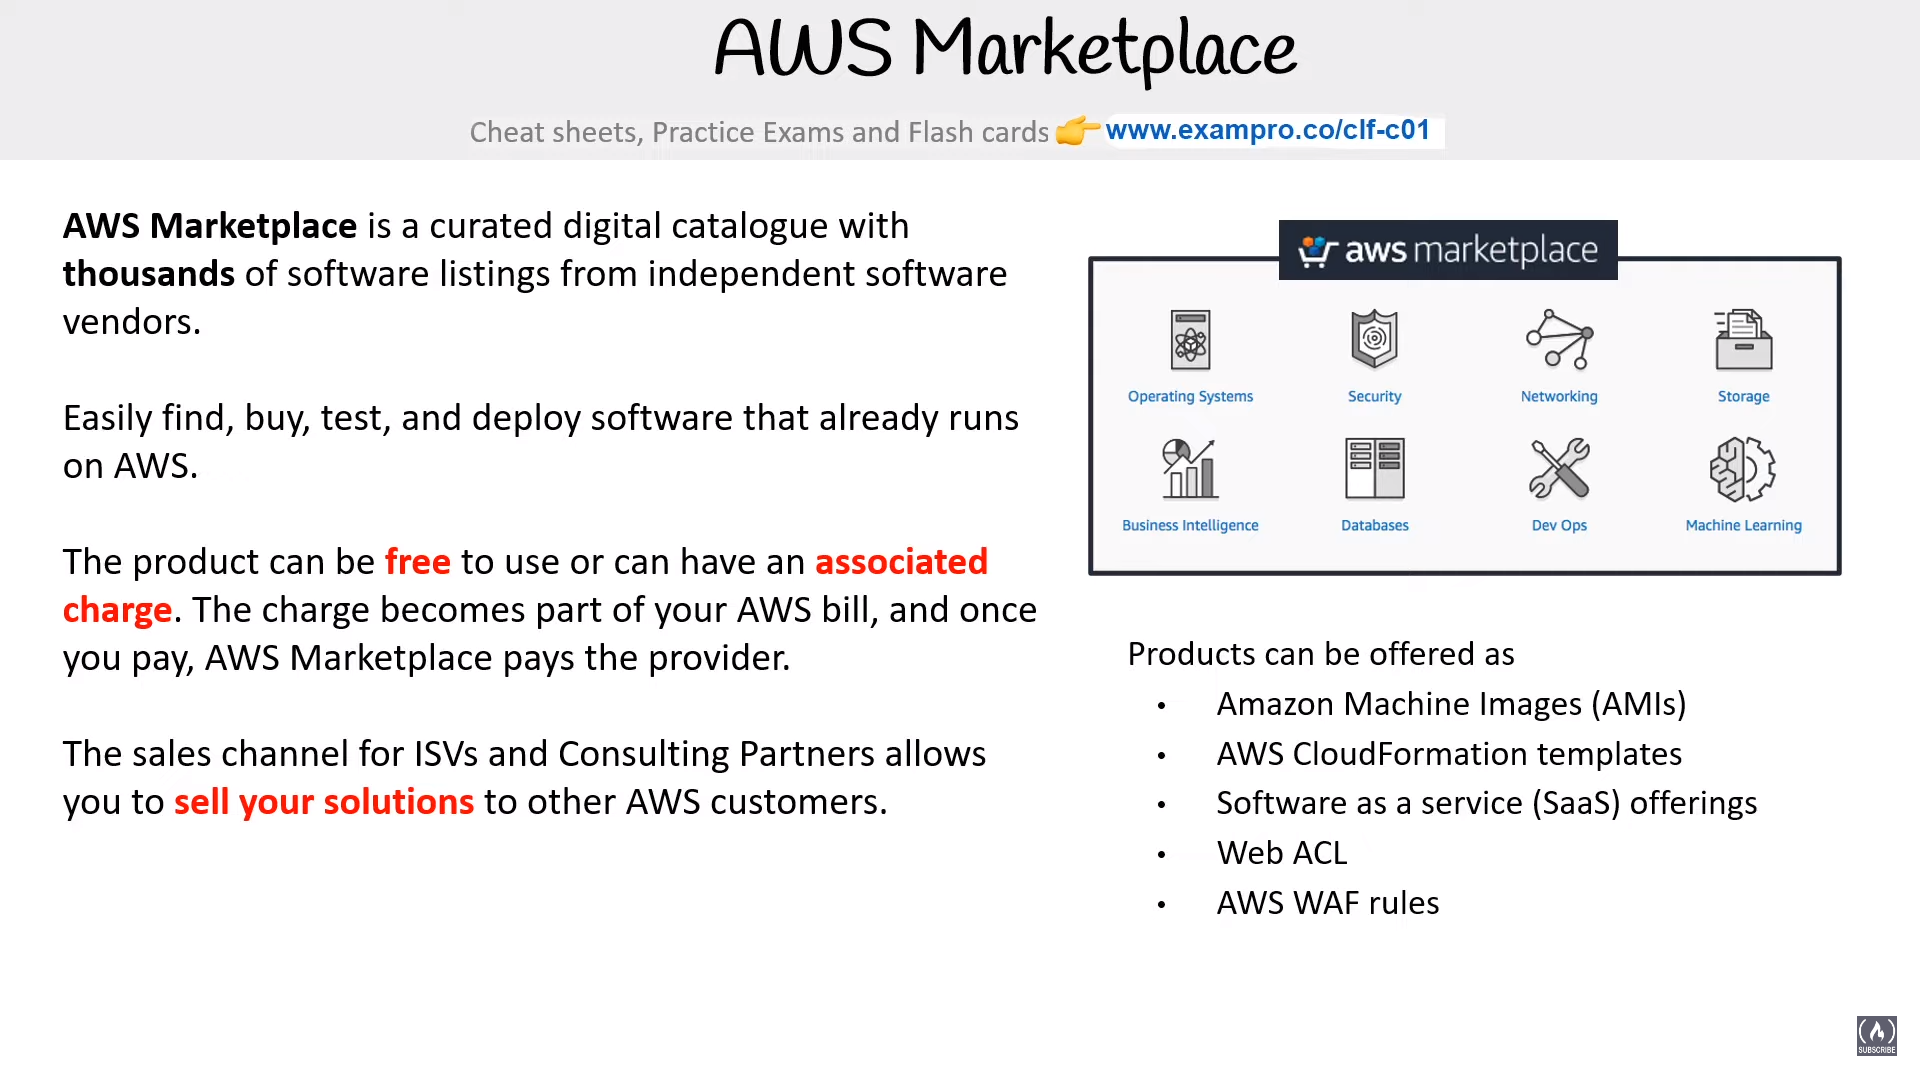 AWS Marketplace
Cheat sheets, Practice Exams and Flash cards 👉 www.exampro.co/clf-c01
AWS Marketplace is a curated digital catalogue with
thousands of software listings from independent software
vendors.
Easily find, buy, test, and deploy software that already runs
on AWS.
The product can be free to use or can have an associated
charge. The charge becomes part of your AWS bill, and once
you pay, AWS Marketplace pays the provider.
The sales channel for ISVs and Consulting Partners allows
you to sell your solutions to other AWS customers.
aws marketplace
Operating Systems
Security
Networking
Storage
Business Intelligence
Databases
Dev Ops
Machine Learning
Products can be offered as
• Amazon Machine Images (AMIs)
• AWS CloudFormation templates
• Software as a service (SaaS) offerings
• Web ACL
• AWS WAF rules
SUBSCRIBE